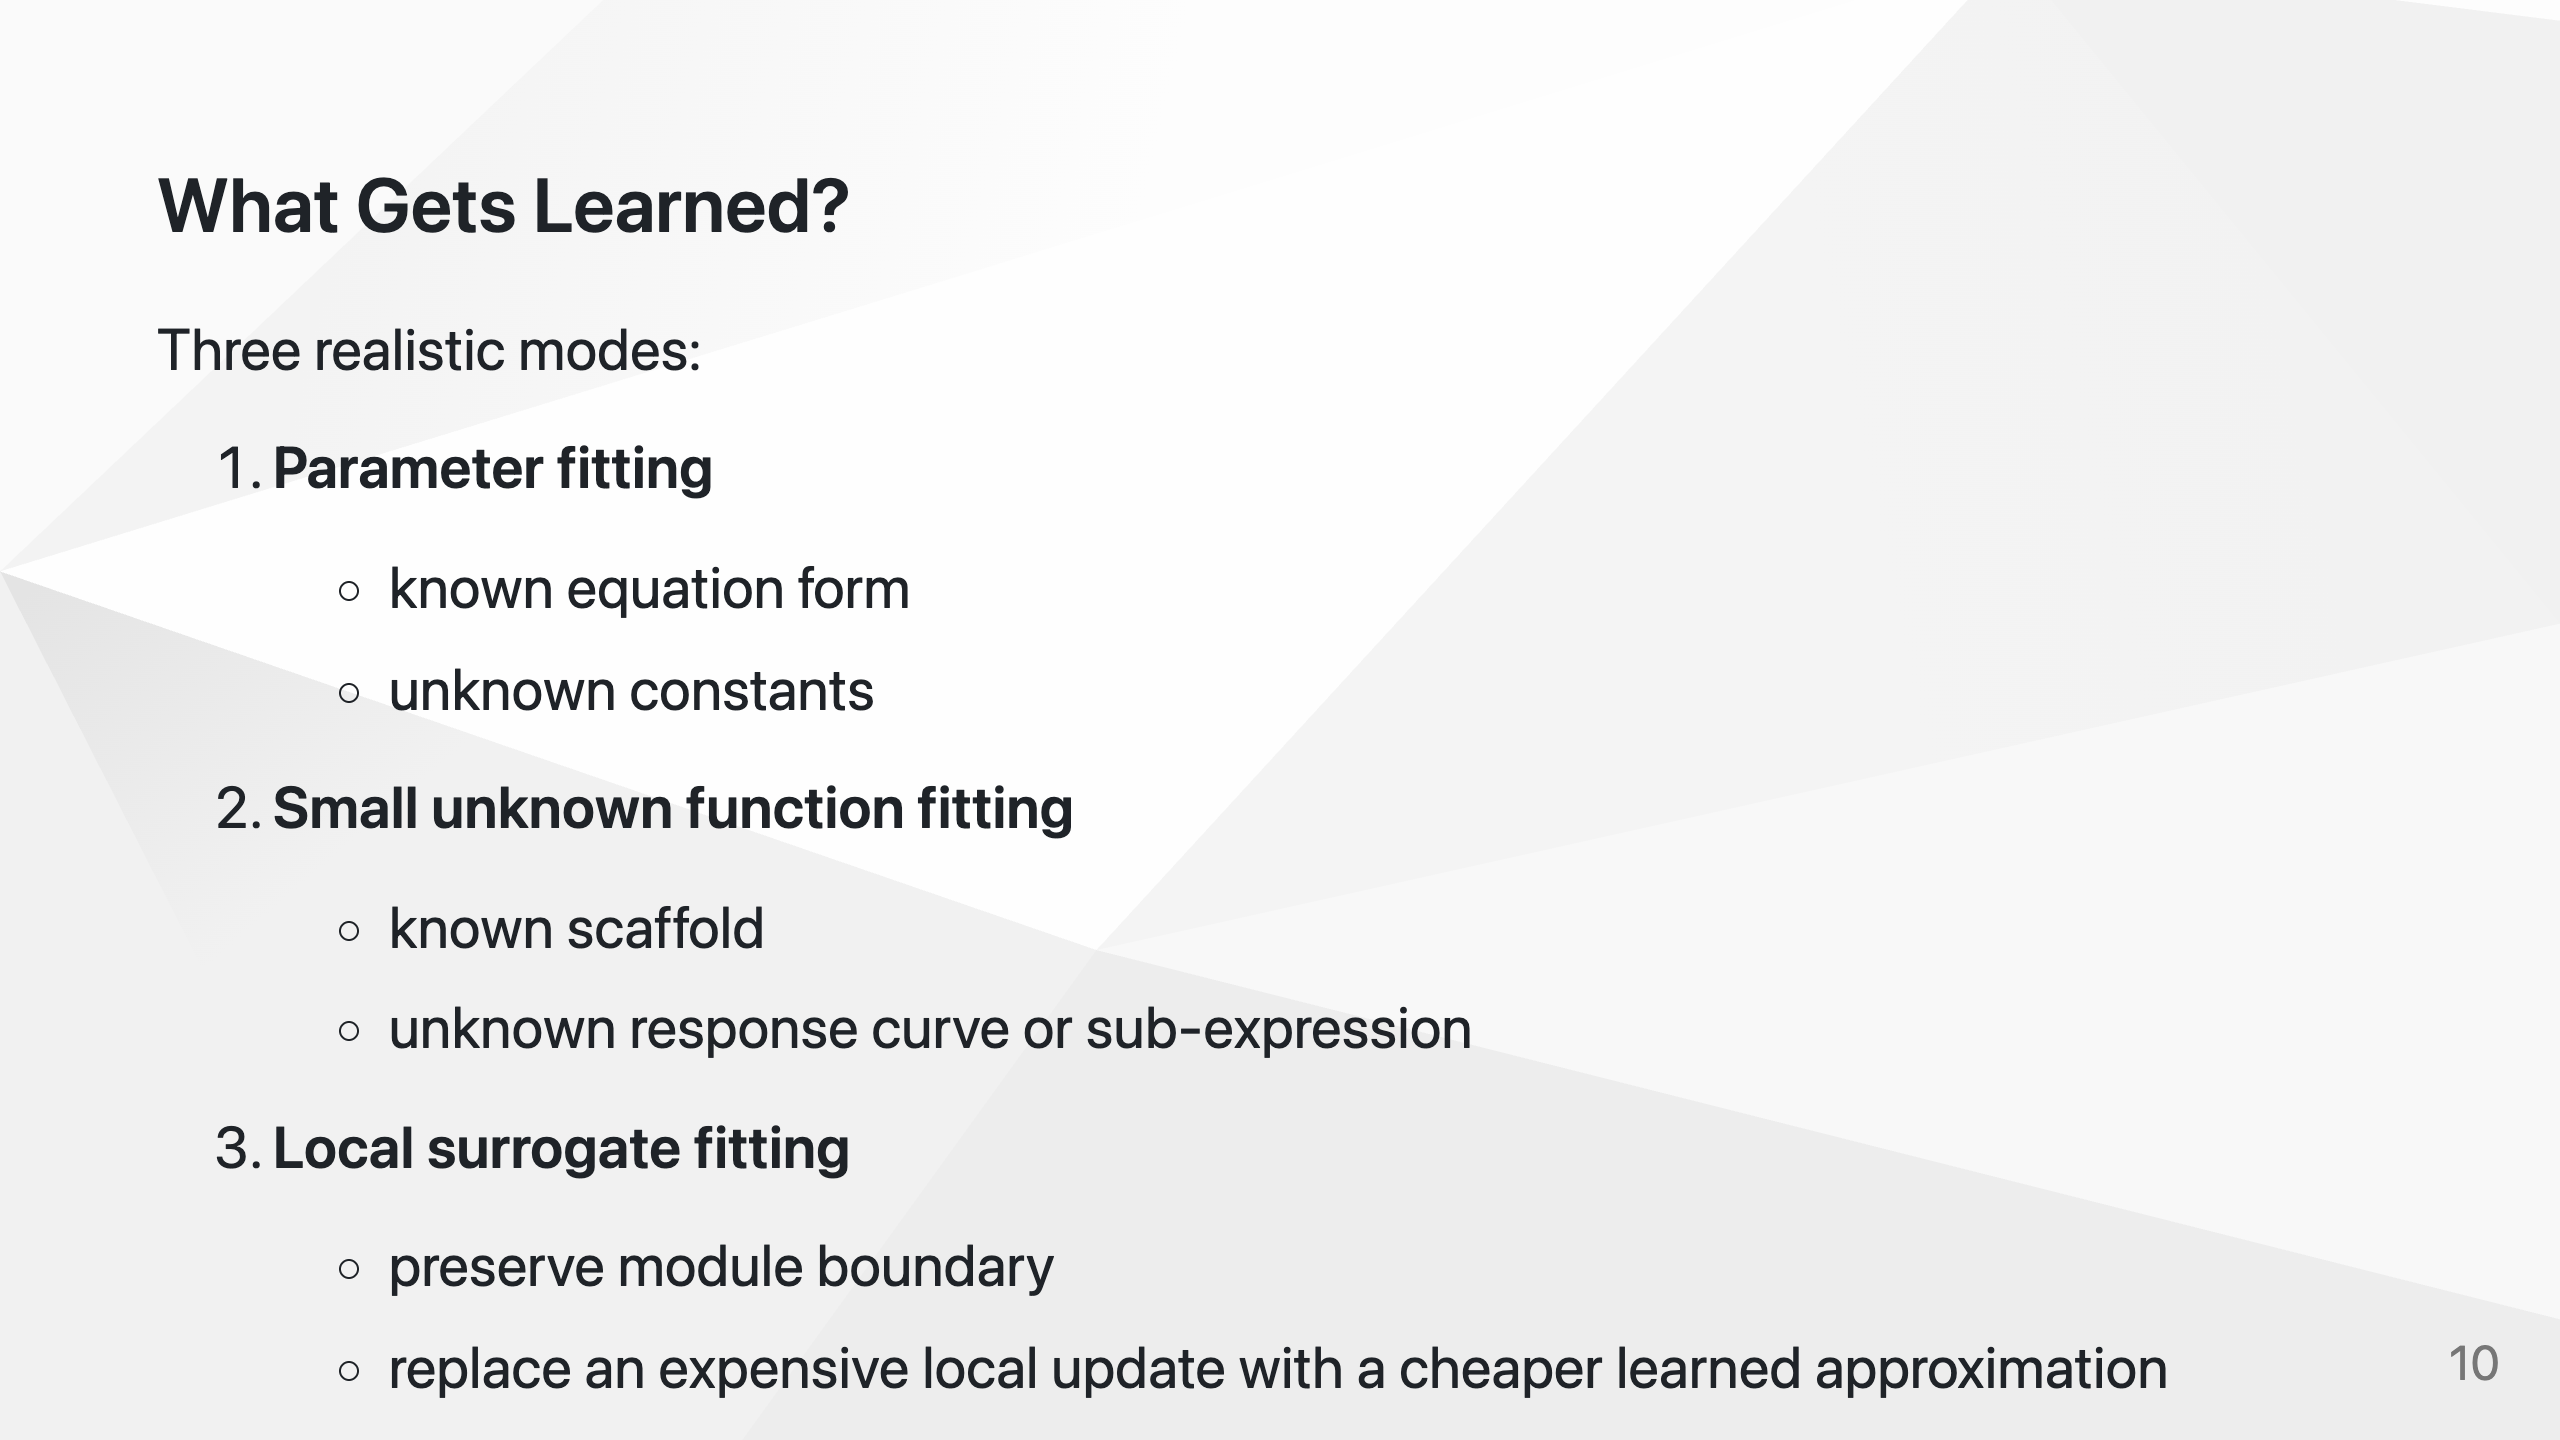 What Gets Learned?
Three realistic modes:
1. Parameter fitting
○ known equation form
○ unknown constants
2. Small unknown function fitting
○ known scaffold
○ unknown response curve or sub-expression
3. Local surrogate fitting
○ preserve module boundary
○ replace an expensive local update with a cheaper learned approximation
10